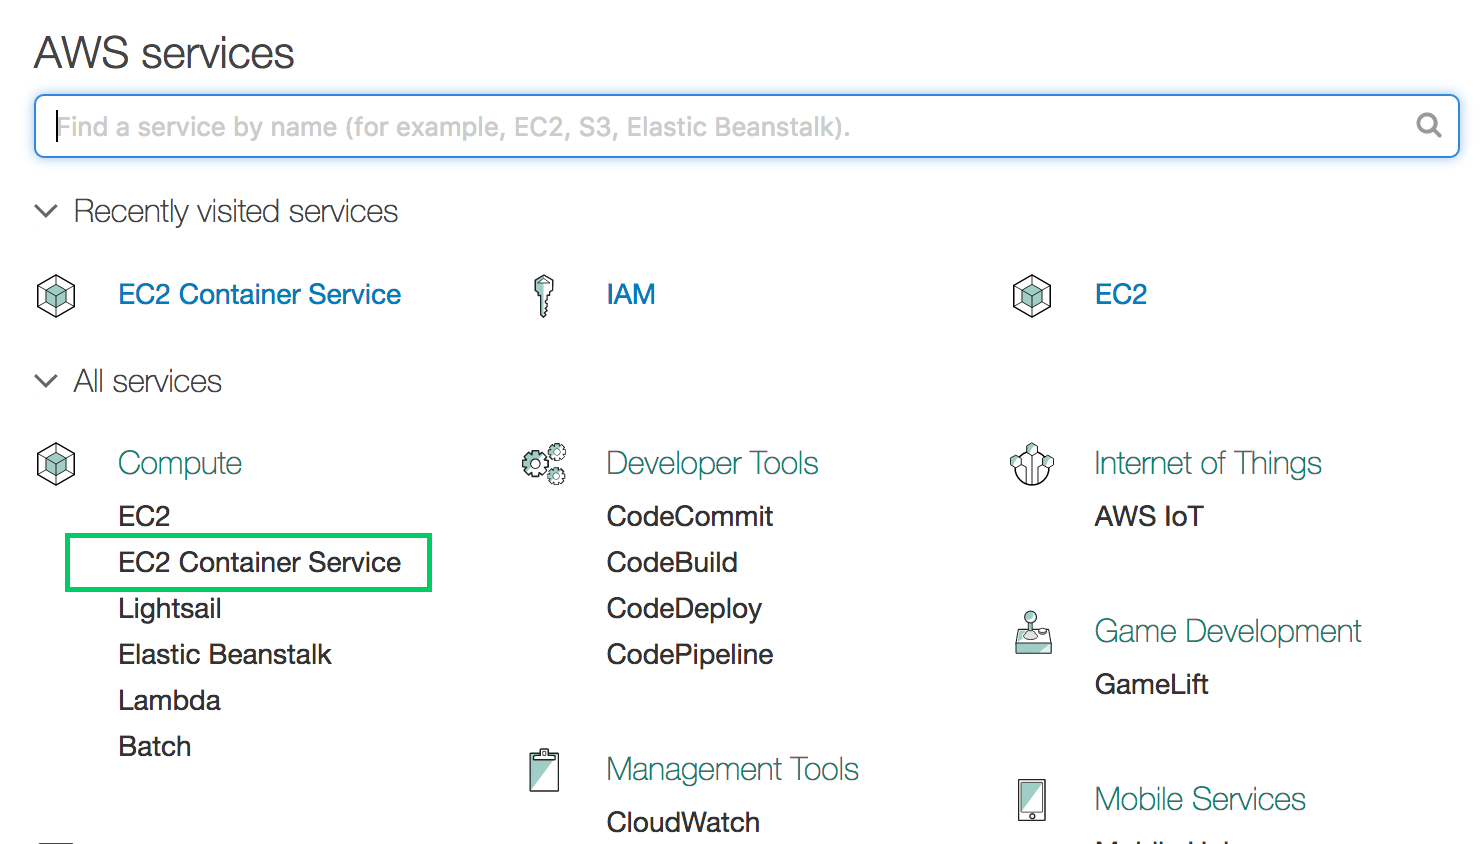 AWS services
Find a service by name (for example, EC2, S3, Elastic Beanstalk).
Recently visited services
EC2 Container Service
IAM
EC2
All services
Compute
EC2
EC2 Container Service
Lightsail
Elastic Beanstalk
Lambda
Batch
Developer Tools
CodeCommit
CodeBuild
CodeDeploy
CodePipeline
Management Tools
CloudWatch
Internet of Things
AWS IoT
Game Development
GameLift
Mobile Services